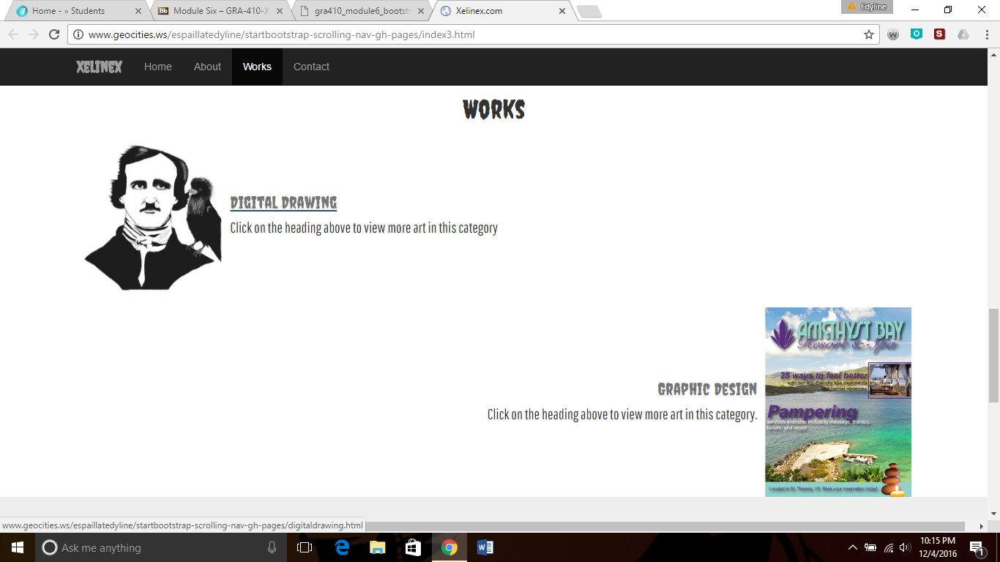 Home - » Students
Module Six – GRA-410-X
gra410_module6_bootstr
Xelinex.com
Edyline
www.geocities.ws/espaillatedyline/startbootstrap-scrolling-nav-gh-pages/index3.html
XELINEX Home About Works Contact
WORKS
DIGITAL DRAWING
Click on the heading above to view more art in this category
AMETHYST BAY
Resort & Spa
25 ways to feel better
with our eco-friendly spa treatments
and herbal remedies
GRAPHIC DESIGN
Click on the heading above to view more art in this category.
Pampering
services available including massage, therapy,
facials, and more!
Located in St. Thomas, VI. Book your reservation today!
www.geocities.ws/espaillatedyline/startbootstrap-scrolling-nav-gh-pages/digitaldrawing.html
Ask me anything
10:15 PM
12/4/2016
1